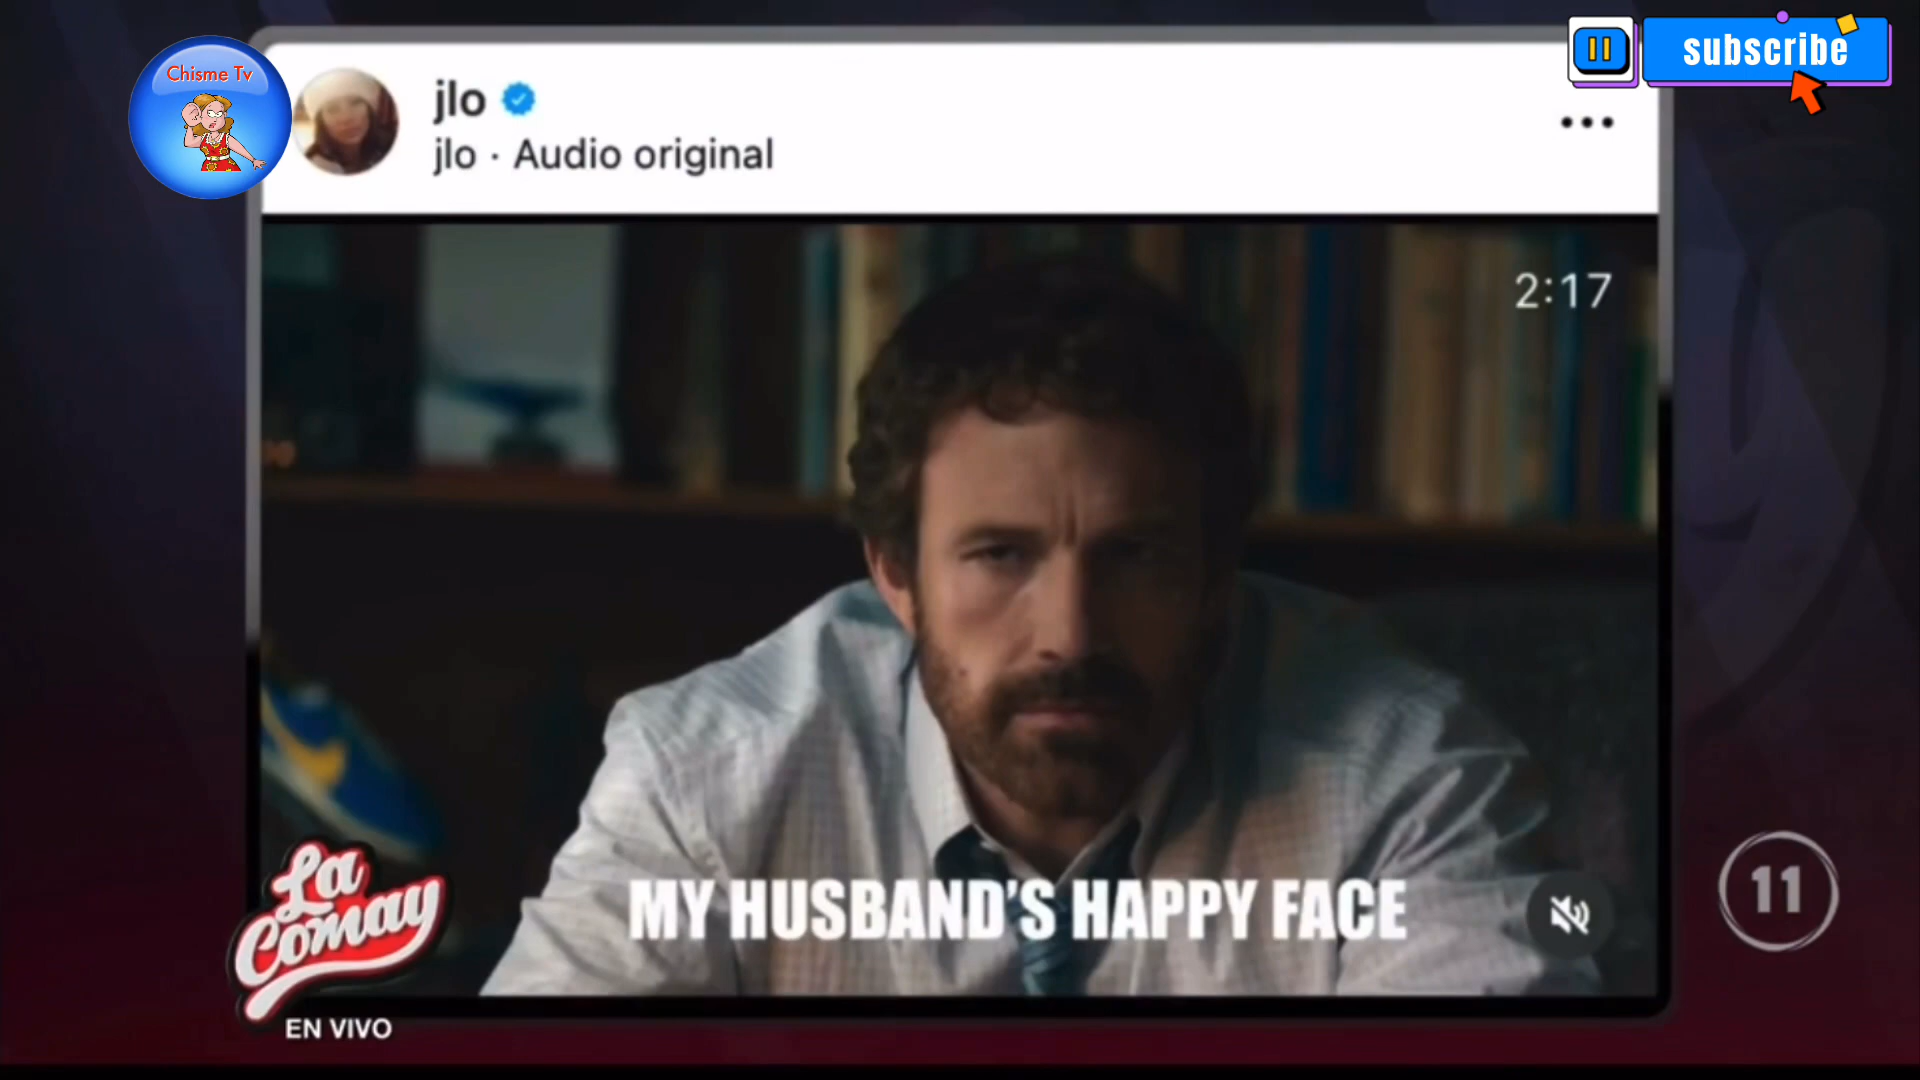 Chisme Tv
subscribe
jlo
jlo · Audio original
2:17
MY HUSBAND'S HAPPY FACE
La
Comay
EN VIVO
11